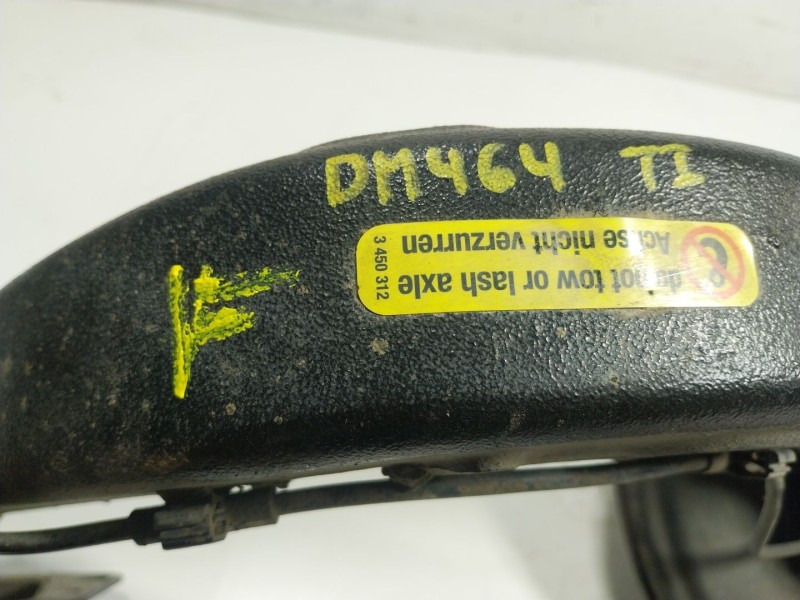 DM464 TI
F
do not tow or lash axle
Achse nicht verzurren
3 450 312